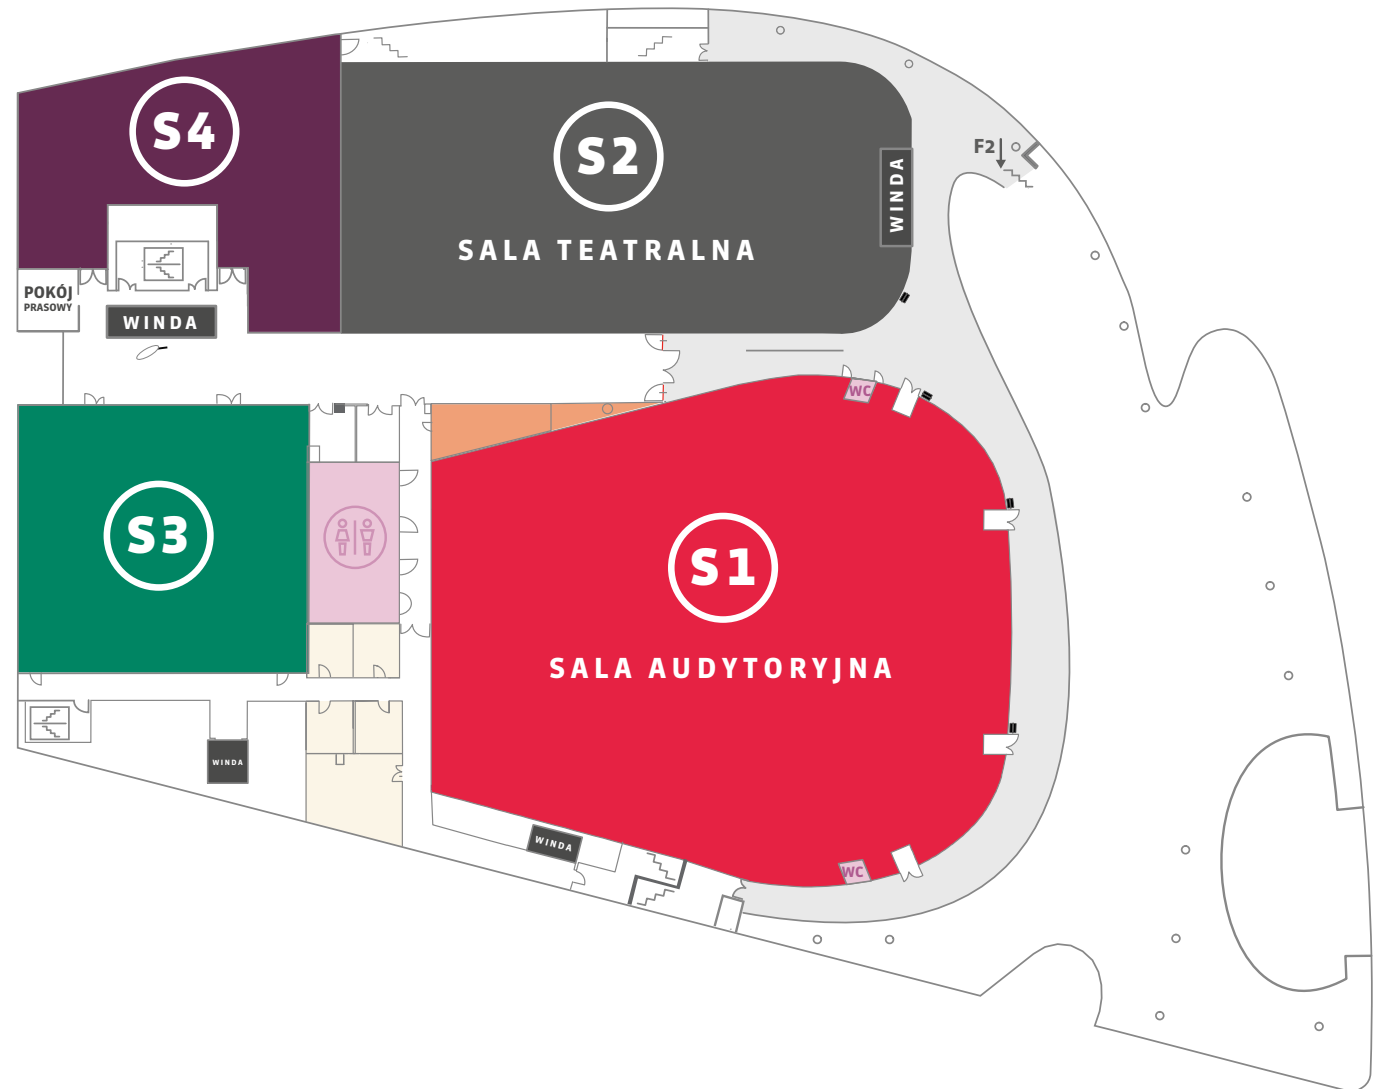 S4
S2
SALA TEATRALNA
WINDA
F2
POKÓJ
PRASOWY
WINDA
WC
S3
S1
SALA AUDYTORYJNA
WINDA
WINDA
WC